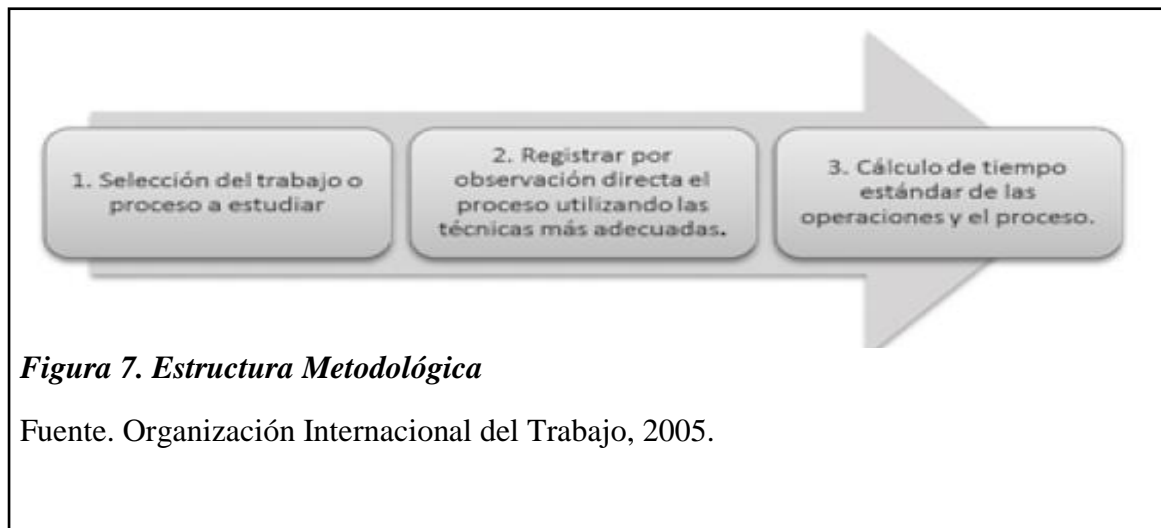 1. Selección del trabajo o
proceso a estudiar
2. Registrar por
observación directa el
proceso utilizando las
técnicas más adecuadas.
3. Cálculo de tiempo
estándar de las
operaciones y el proceso.
Figura 7. Estructura Metodológica
Fuente. Organización Internacional del Trabajo, 2005.